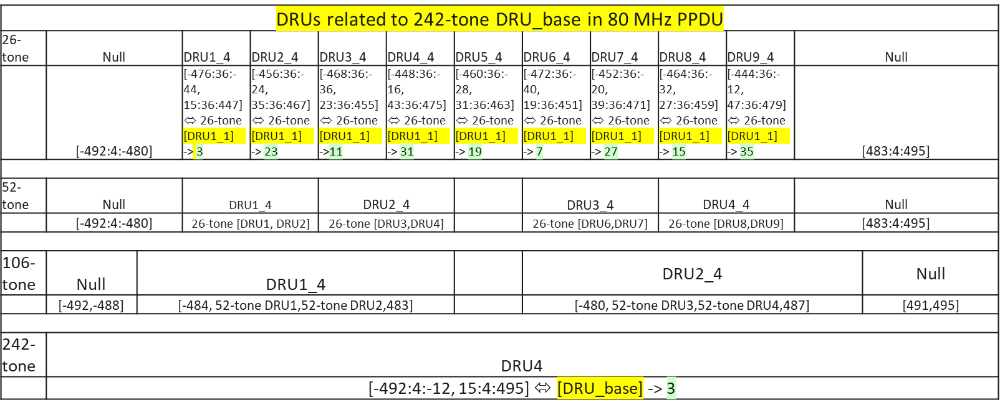 DRUs related to 242-tone DRU_base in 80 MHz PPDU
26-
tone
Null
DRU1_4
DRU2_4
DRU3_4
DRU4_4
DRU5_4
DRU6_4
DRU7_4
DRU8_4
DRU9_4
Null
[-492:4:-480]
[-476:36:-
44,
15:36:447]
⇔ 26-tone
[DRU1_1]
-> 3
[-456:36:-
24,
35:36:467]
⇔ 26-tone
[DRU1_1]
-> 23
[-468:36:-
36,
23:36:455]
⇔ 26-tone
[DRU1_1]
->11
[-448:36:-
16,
43:36:475]
⇔ 26-tone
[DRU1_1]
-> 31
[-460:36:-
28,
31:36:463]
⇔ 26-tone
[DRU1_1]
-> 19
[-472:36:-
40,
19:36:451]
⇔ 26-tone
[DRU1_1]
-> 7
[-452:36:-
20,
39:36:471]
⇔ 26-tone
[DRU1_1]
-> 27
[-464:36:-
32,
27:36:459]
⇔ 26-tone
[DRU1_1]
-> 15
[-444:36:-
12,
47:36:479]
⇔ 26-tone
[DRU1_1]
-> 35
[483:4:495]
52-
tone
Null
DRU1_4
DRU2_4
DRU3_4
DRU4_4
Null
[-492:4:-480]
26-tone [DRU1, DRU2]
26-tone [DRU3,DRU4]
26-tone [DRU6,DRU7]
26-tone [DRU8,DRU9]
[483:4:495]
106-
tone
Null
DRU1_4
DRU2_4
Null
[-492,-488]
[-484, 52-tone DRU1,52-tone DRU2,483]
[-480, 52-tone DRU3,52-tone DRU4,487]
[491,495]
242-
tone
DRU4
[-492:4:-12, 15:4:495] ⇔ [DRU_base] -> 3